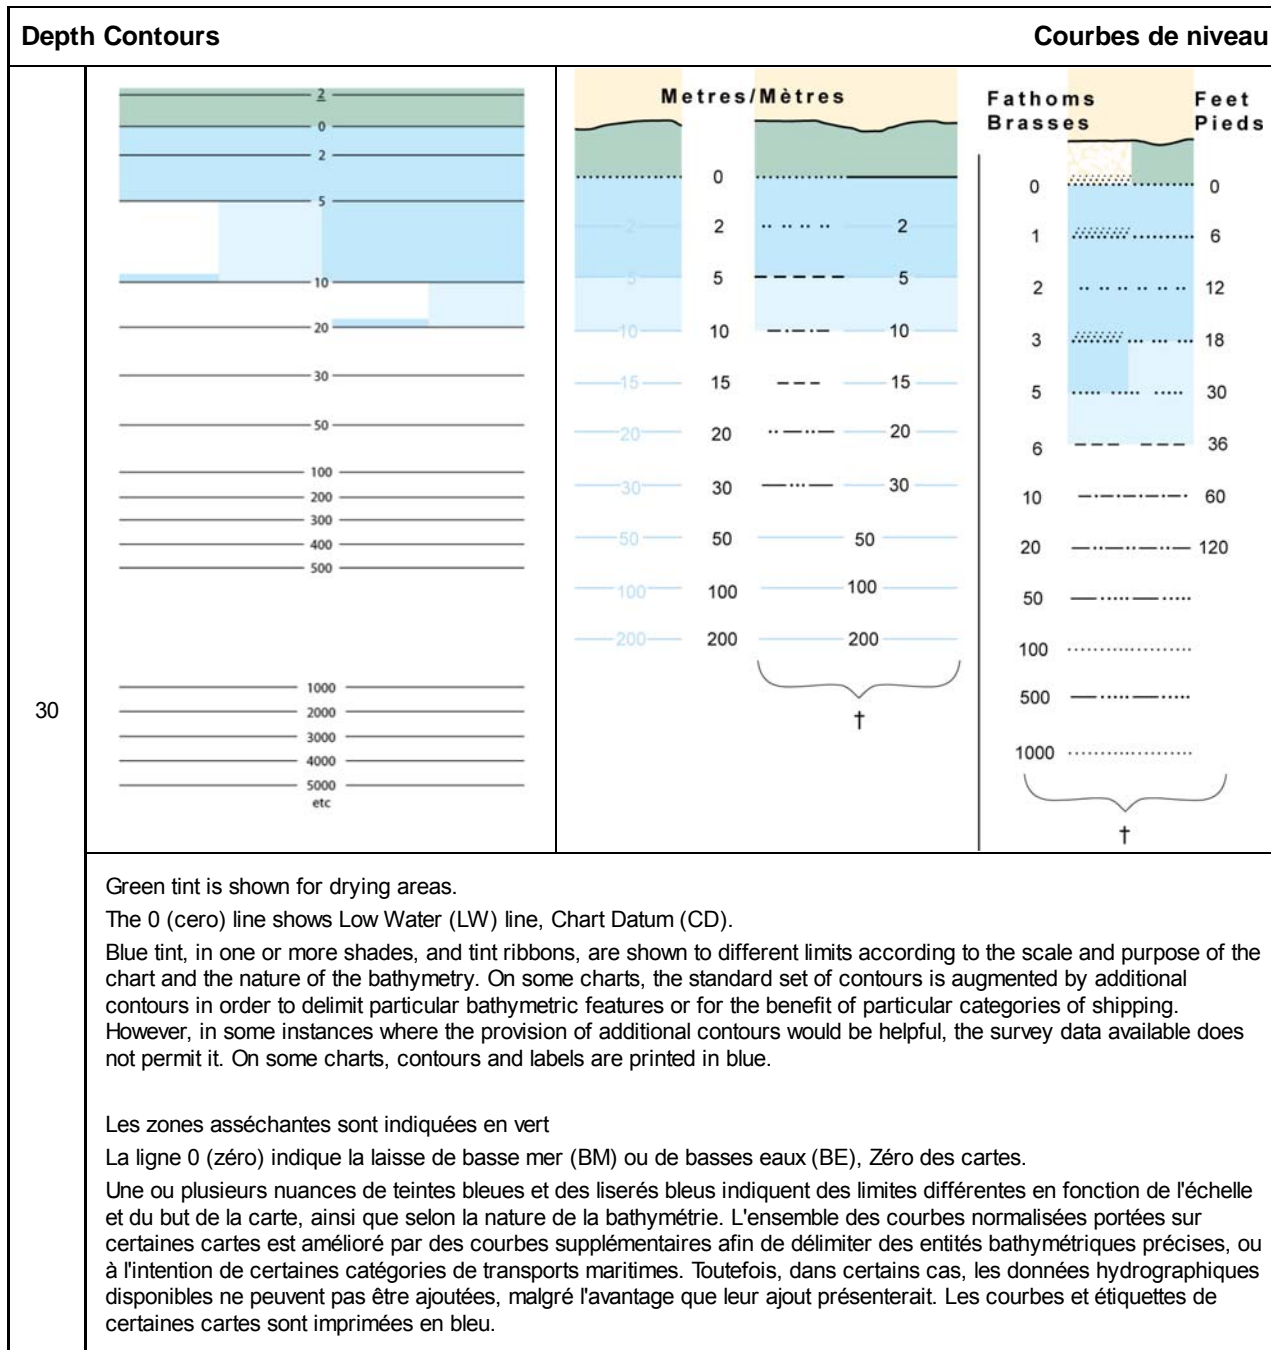 Depth Contours Courbes de niveau
30
2
0
2
5
10
20
30
50
100
200
300
400
500
1000
2000
3000
4000
5000
etc
Metres/Mètres
0
2 2 2
5 5 5
10 10 10
15 15 15
20 20 20
30 30 30
50 50 50
100 100 100
200 200 200
†
Fathoms Feet
Brasses Pieds
0 0
1 6
2 12
3 18
5 30
6 36
10 60
20 120
50
100
500
1000
†
Green tint is shown for drying areas.
The 0 (cero) line shows Low Water (LW) line, Chart Datum (CD).
Blue tint, in one or more shades, and tint ribbons, are shown to different limits according to the scale and purpose of the
chart and the nature of the bathymetry. On some charts, the standard set of contours is augmented by additional
contours in order to delimit particular bathymetric features or for the benefit of particular categories of shipping.
However, in some instances where the provision of additional contours would be helpful, the survey data available does
not permit it. On some charts, contours and labels are printed in blue.
Les zones asséchantes sont indiquées en vert
La ligne 0 (zéro) indique la laisse de basse mer (BM) ou de basses eaux (BE), Zéro des cartes.
Une ou plusieurs nuances de teintes bleues et des liserés bleus indiquent des limites différentes en fonction de l'échelle
et du but de la carte, ainsi que selon la nature de la bathymétrie. L'ensemble des courbes normalisées portées sur
certaines cartes est amélioré par des courbes supplémentaires afin de délimiter des entités bathymétriques précises, ou
à l'intention de certaines catégories de transports maritimes. Toutefois, dans certains cas, les données hydrographiques
disponibles ne peuvent pas être ajoutées, malgré l'avantage que leur ajout présenterait. Les courbes et étiquettes de
certaines cartes sont imprimées en bleu.